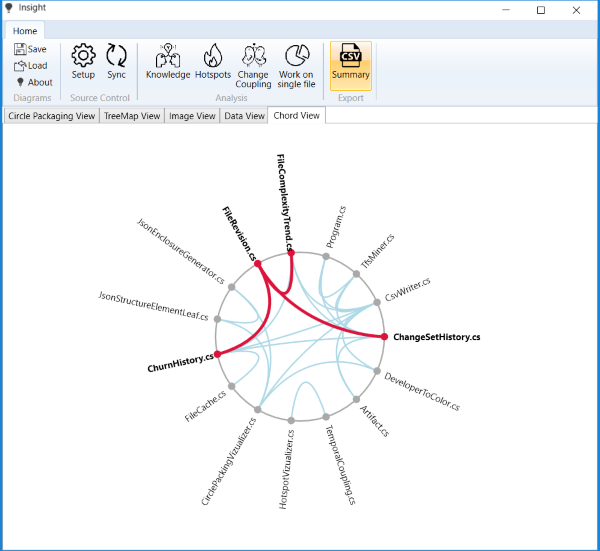 Insight
Home
Save
Load
About
Diagrams
Setup
Sync
Source Control
Knowledge
Hotspots
Change
Coupling
Work on
single file
Analysis
CSV
Summary
Export
Circle Packaging View
TreeMap View
Image View
Data View
Chord View
FileComplexityTrend.cs
FileRevision.cs
Program.cs
JsonEnclosureGenerator.cs
TfsMiner.cs
JsonStructureElementLeaf.cs
CsvWriter.cs
ChangeSetHistory.cs
ChurnHistory.cs
DeveloperToColor.cs
FileCache.cs
Artifact.cs
CirclePackingVizualizer.cs
HotspotVizualizer.cs
TemporalCoupling.cs